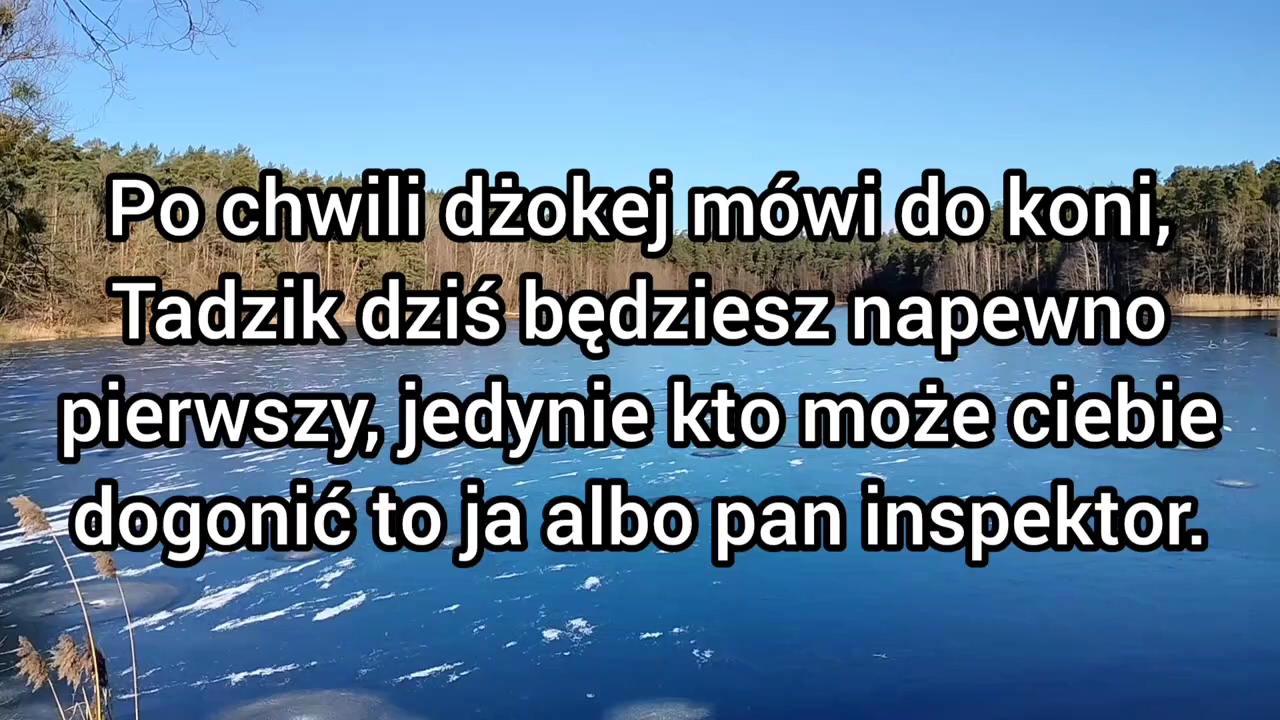 Po chwili dżokej mówi do koni,
Tadzik dziś będziesz napewno
pierwszy, jedynie kto może ciebie
dogonić to ja albo pan inspektor.